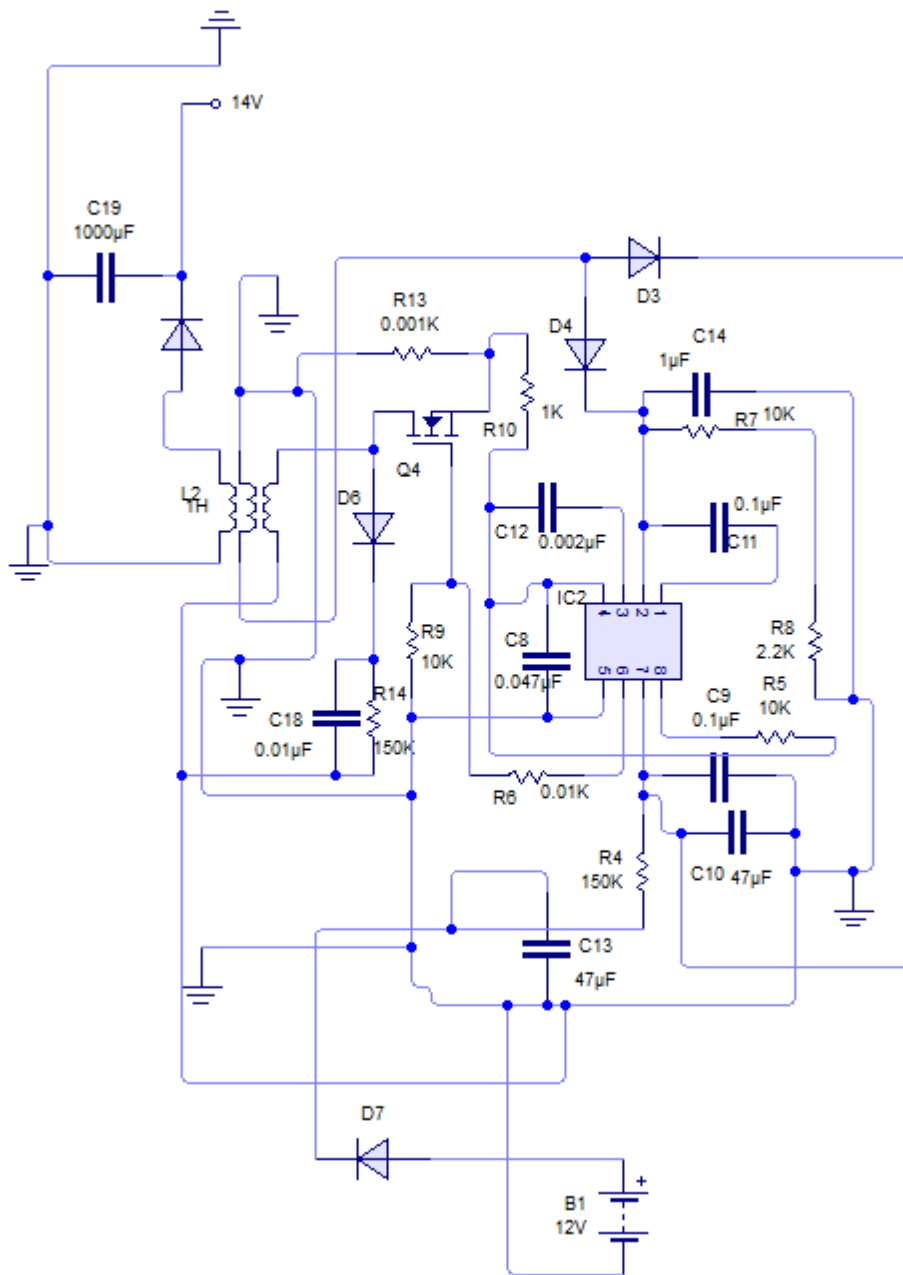 14V
C19
1000µF
D3
R13
0.001K
D4
C14
1µF
1K
R10
10K
R7
Q4
L2
1H
D6
0.1µF
C12
0.002µF
C11
IC2
4
3
2
1
R9
10K
C8
0.047µF
5
6
7
8
R8
2.2K
C9
0.1µF
R5
10K
R14
150K
C18
0.01µF
R6
0.01K
R4
150K
C10
47µF
C13
47µF
D7
+
B1
12V